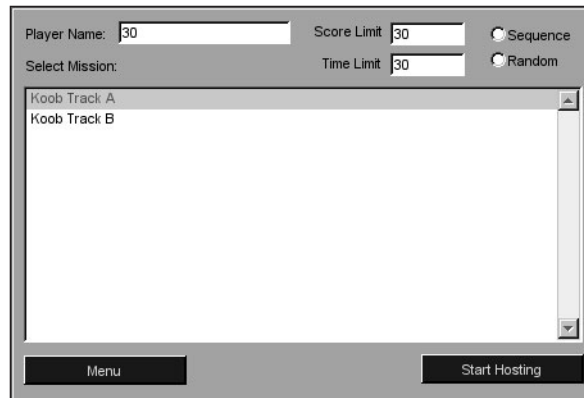 Player Name: 30 Score Limit 30 Sequence
Select Mission: Time Limit 30 Random
Koob Track A
Koob Track B
Menu Start Hosting